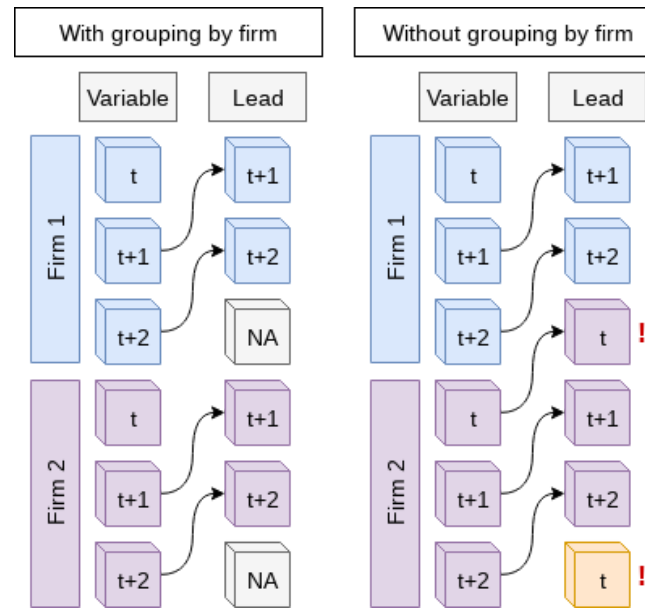 With grouping by firm
Variable
Lead
Firm 1
t
t+1
t+1
t+2
t+2
NA
Firm 2
t
t+1
t+1
t+2
t+2
NA
Without grouping by firm
Variable
Lead
Firm 1
t
t+1
t+1
t+2
t+2
t
!
Firm 2
t
t+1
t+1
t+2
t+2
t
!